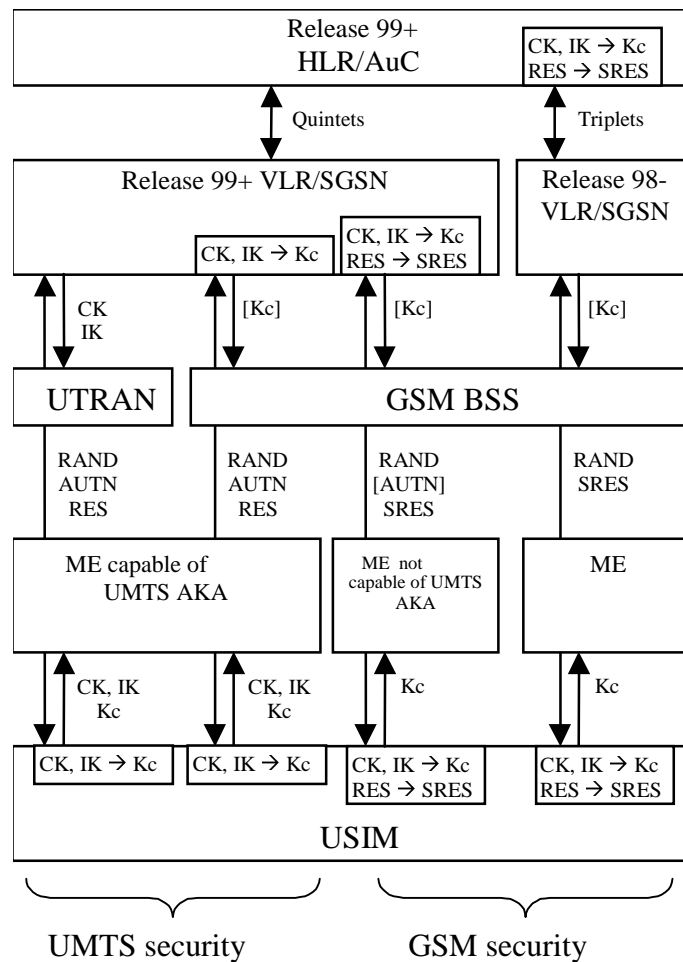 Release 99+
HLR/AuC
CK, IK → Kc
RES → SRES
Quintets
Triplets
Release 99+ VLR/SGSN
CK, IK → Kc
CK, IK → Kc
RES → SRES
Release 98-
VLR/SGSN
CK
IK
[Kc]
[Kc]
[Kc]
UTRAN
GSM BSS
RAND
AUTN
RES
RAND
AUTN
RES
RAND
[AUTN]
SRES
RAND
SRES
ME capable of
UMTS AKA
ME not
capable of UMTS
AKA
ME
CK, IK
Kc
CK, IK
Kc
Kc
Kc
CK, IK → Kc
CK, IK → Kc
CK, IK → Kc
RES → SRES
CK, IK → Kc
RES → SRES
USIM
UMTS security
GSM security